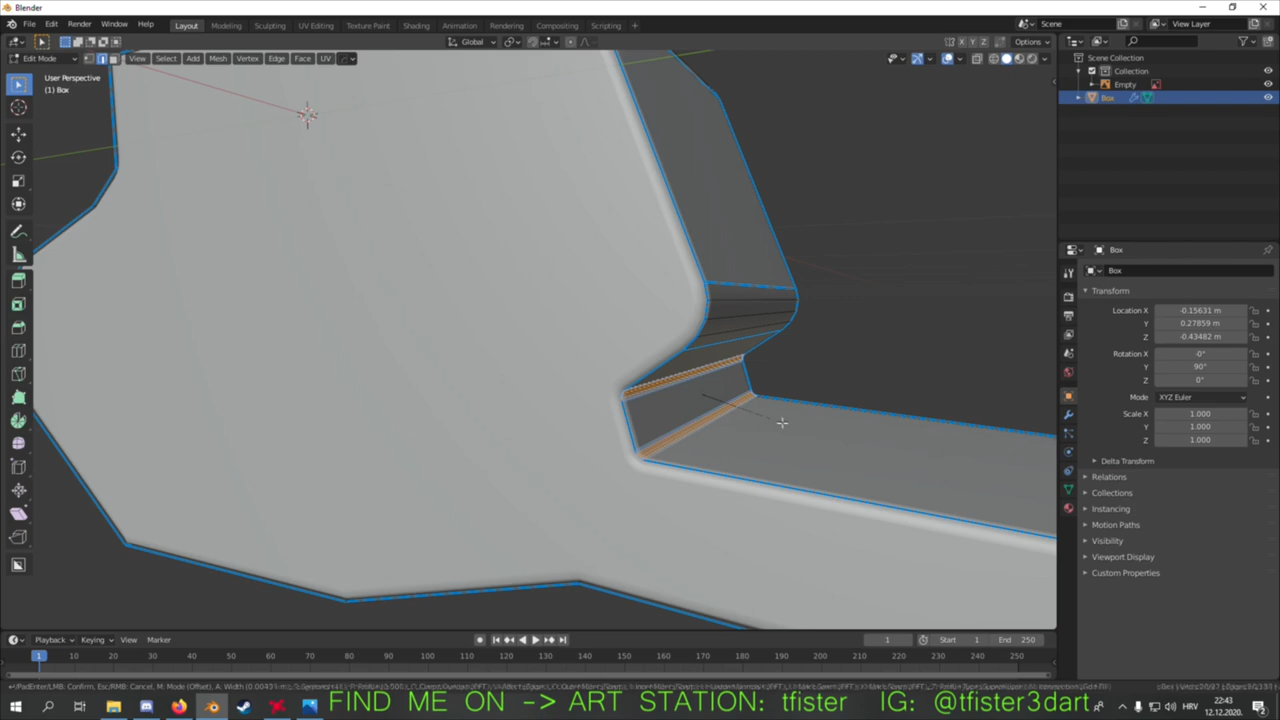 Blender
File Edit Render Window Help
Layout Modeling Sculpting UV Editing Texture Paint Shading Animation Rendering Compositing Scripting +
Scene
View Layer
Global
Options
X Y Z
Edit Mode
View Select Add Mesh Vertex Edge Face UV
User Perspective
(1) Box
Scene Collection
Collection
Empty
Box
Box
Box
Transform
Location X -0.15631 m
Y 0.27859 m
Z -0.43482 m
Rotation X -0°
Y 90°
Z 0°
Mode XYZ Euler
Scale X 1.000
Y 1.000
Z 1.000
Delta Transform
Relations
Collections
Instancing
Motion Paths
Visibility
Viewport Display
Custom Properties
Playback Keying View Marker
1 Start 1 End 250
1 10 20 30 40 50 60 70 80 90 100 110 120 130 140 150 160 170 180 190 200 210 220 230 240 250
FIND ME ON -> ART STATION: tfister IG: @tfister3dart
HRV
22:43
12.12.2020.
2